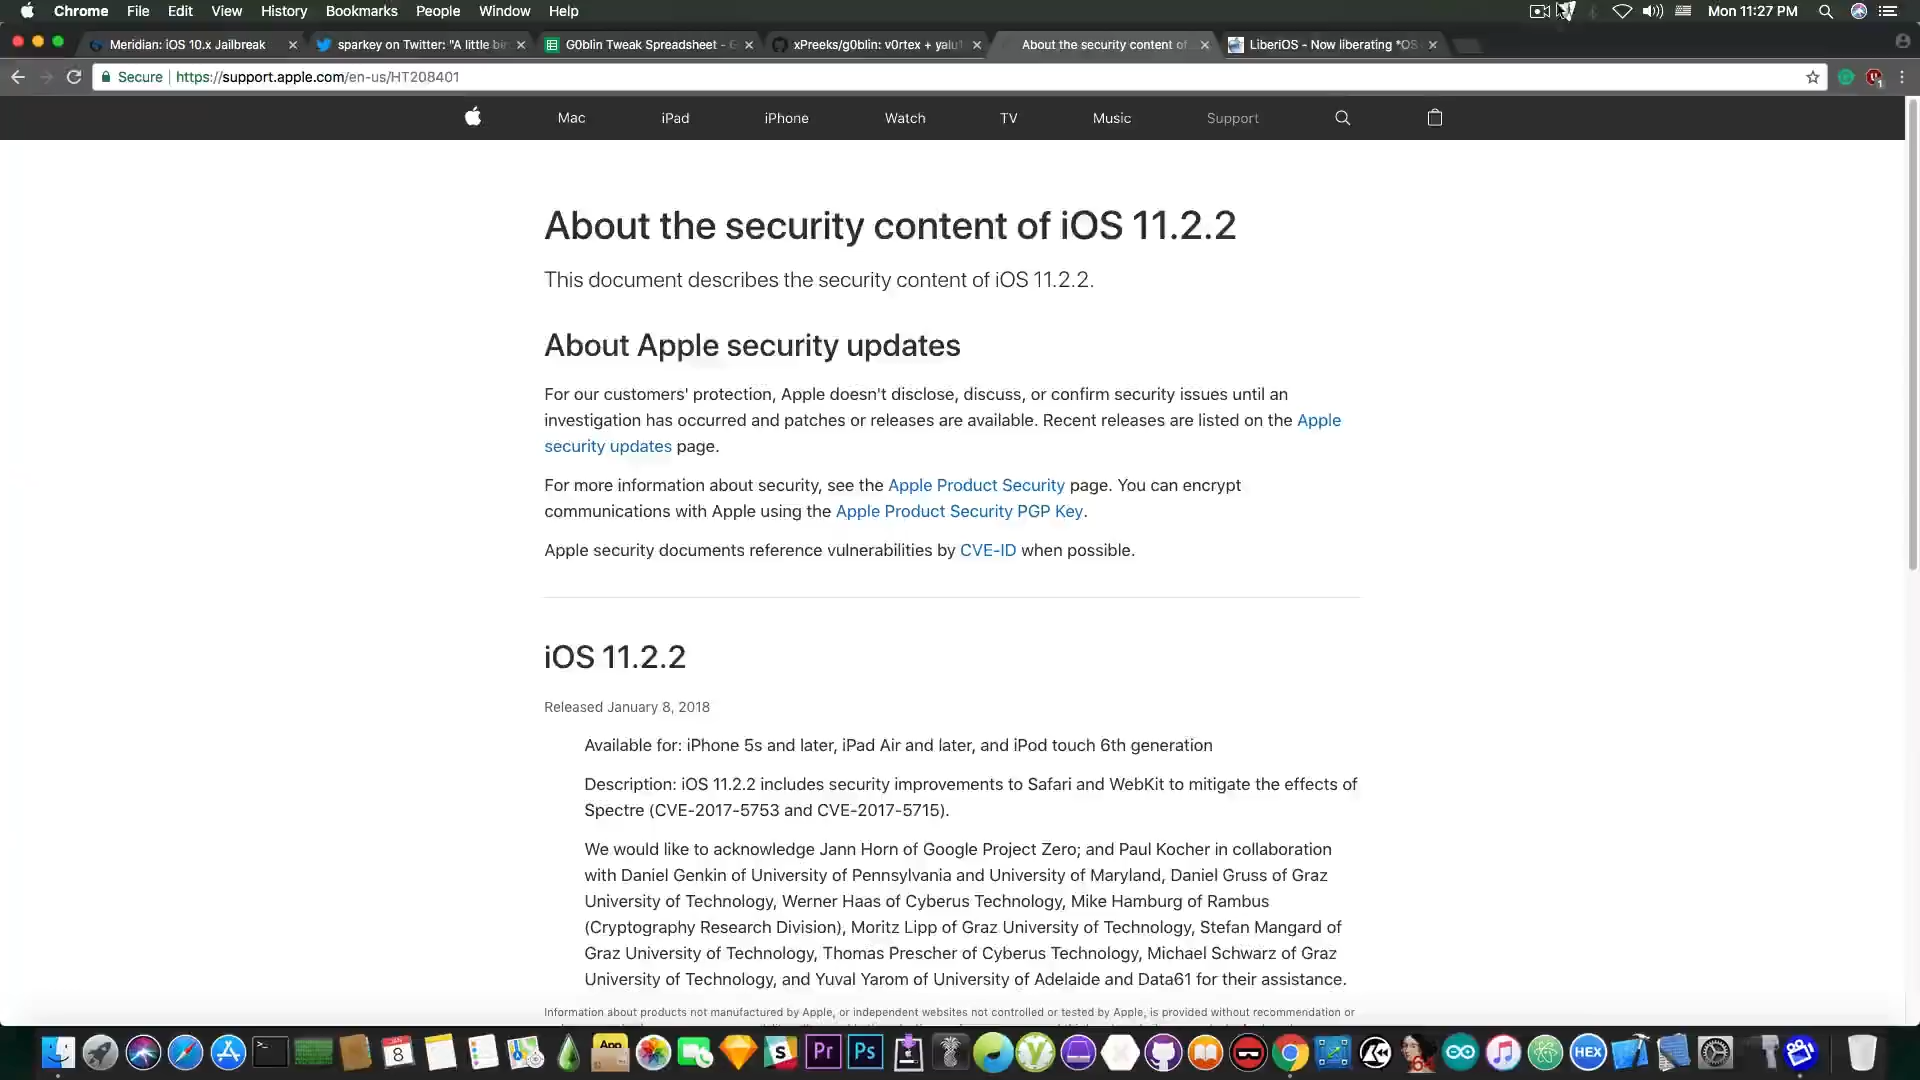 Chrome File Edit View History Bookmarks People Window Help Mon 11:27 PM
Meridian: iOS 10.x Jailbreak sparkey on Twitter: "A little bi G0blin Tweak Spreadsheet - G xPreeks/g0blin: v0rtex + yalu1 About the security content of LiberiOS - Now liberating *OS
Secure https://support.apple.com/en-us/HT208401
Mac iPad iPhone Watch TV Music Support
About the security content of iOS 11.2.2
This document describes the security content of iOS 11.2.2.
About Apple security updates
For our customers' protection, Apple doesn't disclose, discuss, or confirm security issues until an
investigation has occurred and patches or releases are available. Recent releases are listed on the Apple
security updates page.
For more information about security, see the Apple Product Security page. You can encrypt
communications with Apple using the Apple Product Security PGP Key.
Apple security documents reference vulnerabilities by CVE-ID when possible.
iOS 11.2.2
Released January 8, 2018
Available for: iPhone 5s and later, iPad Air and later, and iPod touch 6th generation
Description: iOS 11.2.2 includes security improvements to Safari and WebKit to mitigate the effects of
Spectre (CVE-2017-5753 and CVE-2017-5715).
We would like to acknowledge Jann Horn of Google Project Zero; and Paul Kocher in collaboration
with Daniel Genkin of University of Pennsylvania and University of Maryland, Daniel Gruss of Graz
University of Technology, Werner Haas of Cyberus Technology, Mike Hamburg of Rambus
(Cryptography Research Division), Moritz Lipp of Graz University of Technology, Stefan Mangard of
Graz University of Technology, Thomas Prescher of Cyberus Technology, Michael Schwarz of Graz
University of Technology, and Yuval Yarom of University of Adelaide and Data61 for their assistance.
Information about products not manufactured by Apple, or independent websites not controlled or tested by Apple, is provided without recommendation or
JAN 8 App S Pr Ps HEX